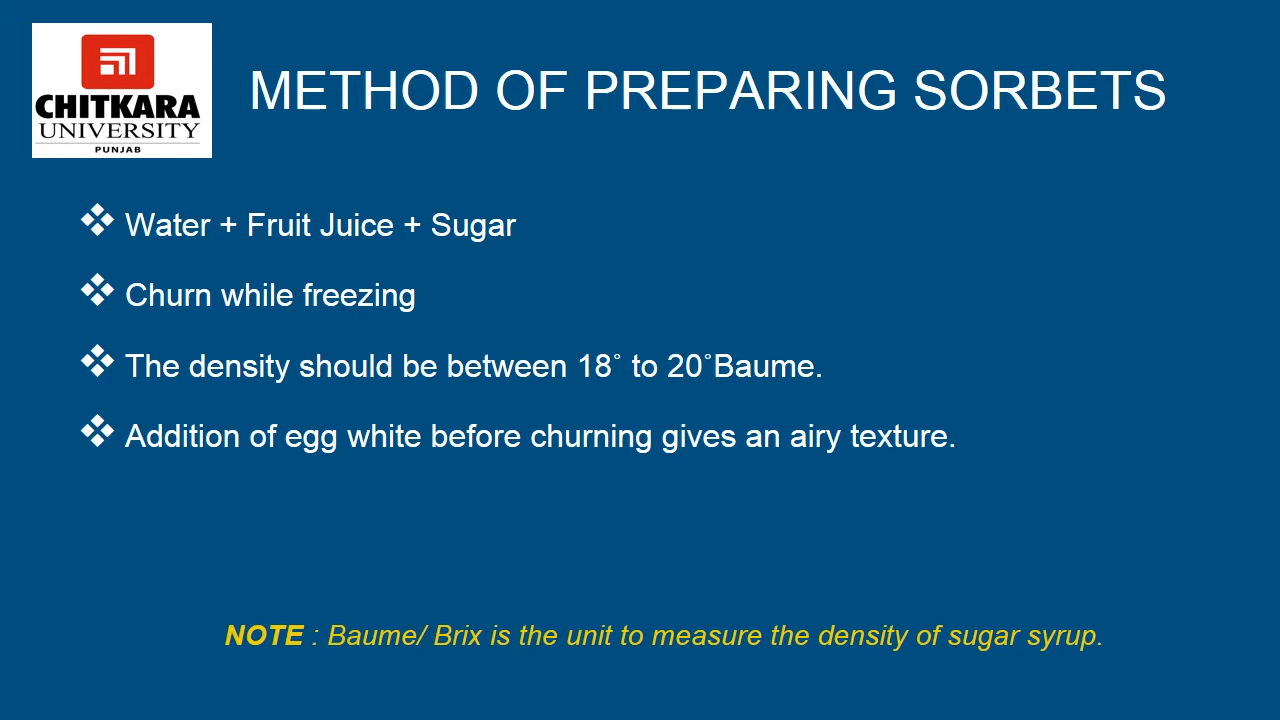 CHITKARA
UNIVERSITY
PUNJAB
METHOD OF PREPARING SORBETS
❖ Water + Fruit Juice + Sugar
❖ Churn while freezing
❖ The density should be between 18˚ to 20˚Baume.
❖ Addition of egg white before churning gives an airy texture.
NOTE : Baume/ Brix is the unit to measure the density of sugar syrup.